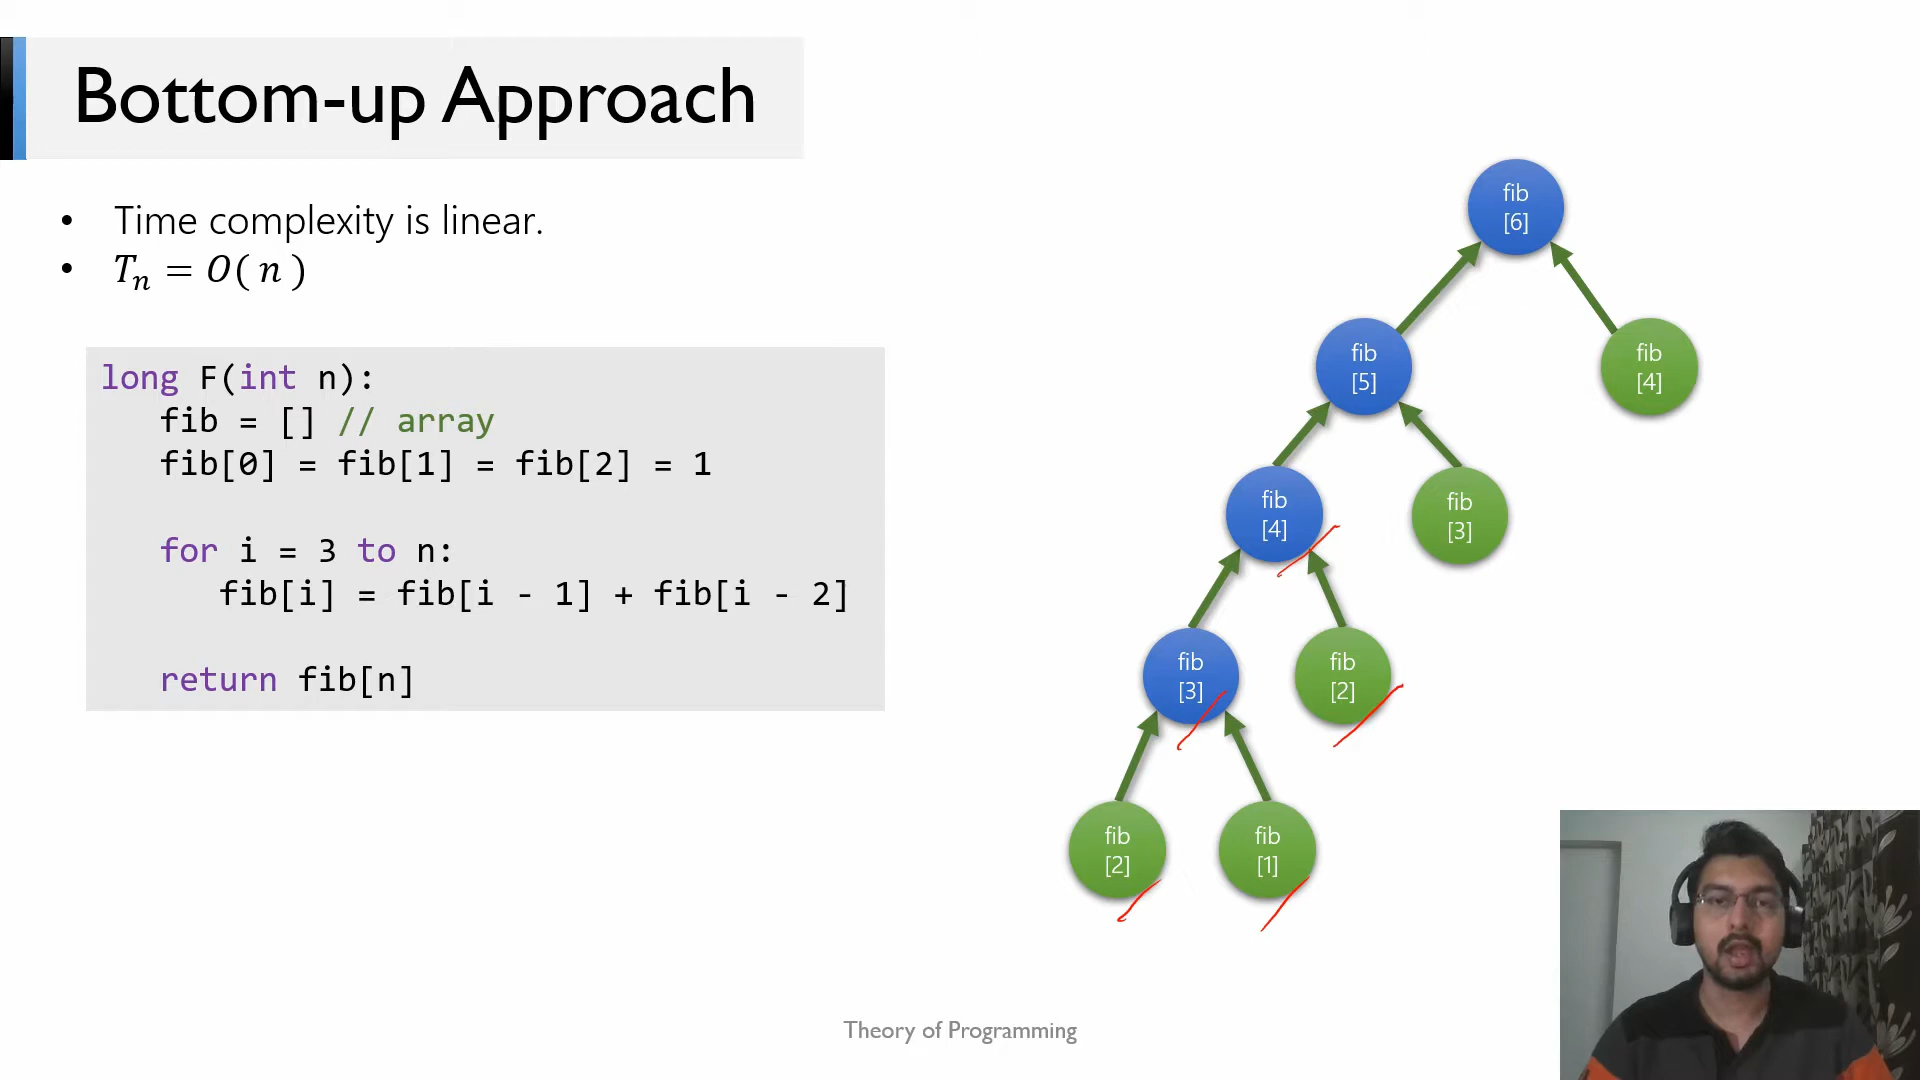 Bottom-up Approach
• Time complexity is linear.
• Tₙ = O( n )
long F(int n):
fib = [] // array
fib[0] = fib[1] = fib[2] = 1
for i = 3 to n:
fib[i] = fib[i - 1] + fib[i - 2]
return fib[n]
fib
[6]
fib
[5]
fib
[4]
fib
[4]
fib
[3]
fib
[3]
fib
[2]
fib
[2]
fib
[1]
Theory of Programming